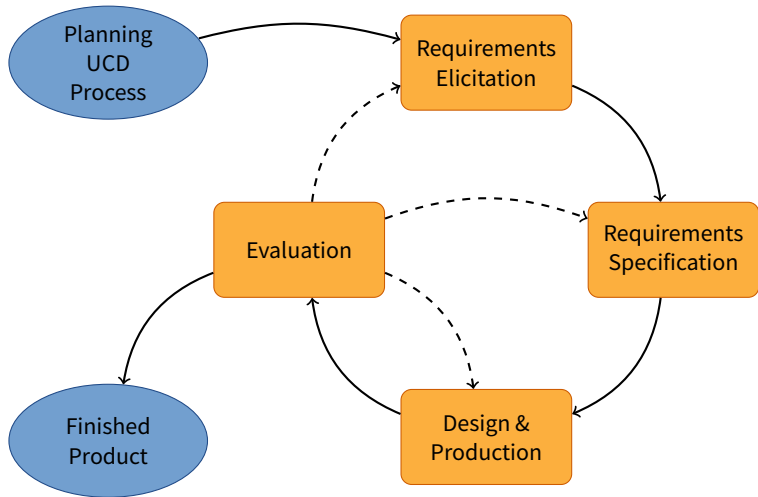 Planning
UCD
Process
Requirements
Elicitation
Evaluation
Requirements
Specification
Finished
Product
Design &
Production